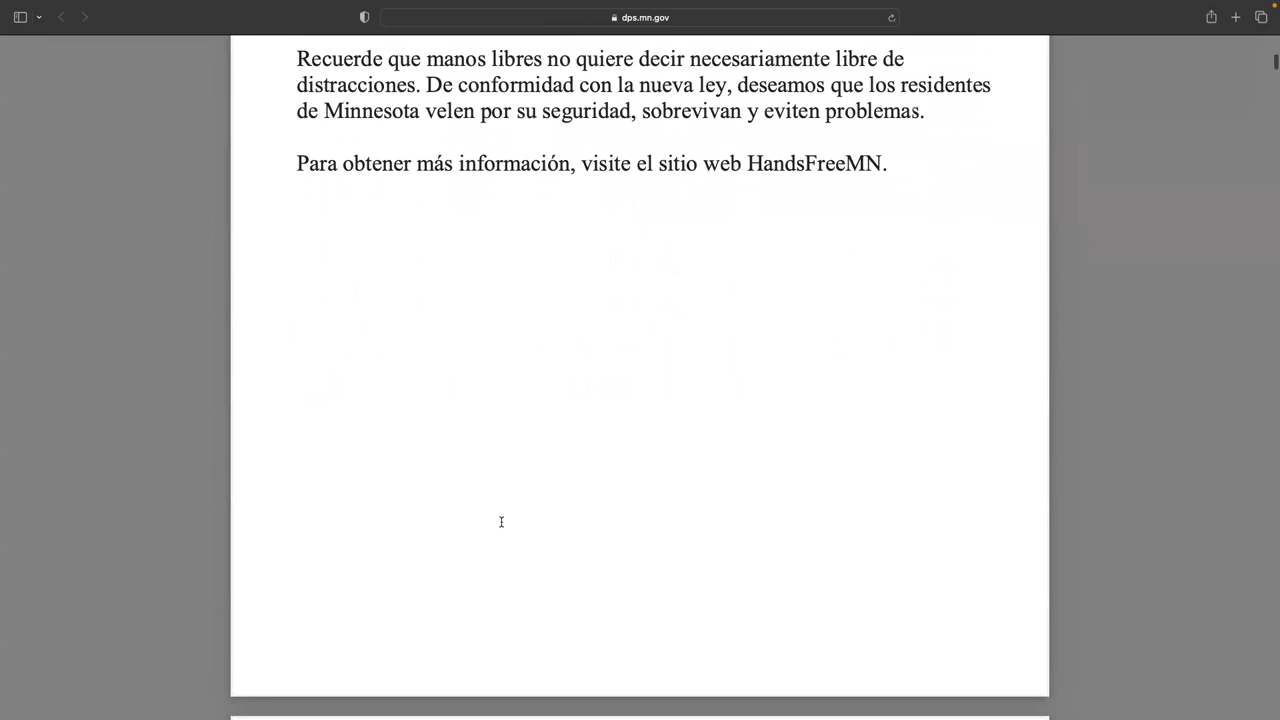 dps.mn.gov
Recuerde que manos libres no quiere decir necesariamente libre de
distracciones. De conformidad con la nueva ley, deseamos que los residentes
de Minnesota velen por su seguridad, sobrevivan y eviten problemas.
Para obtener más información, visite el sitio web HandsFreeMN.